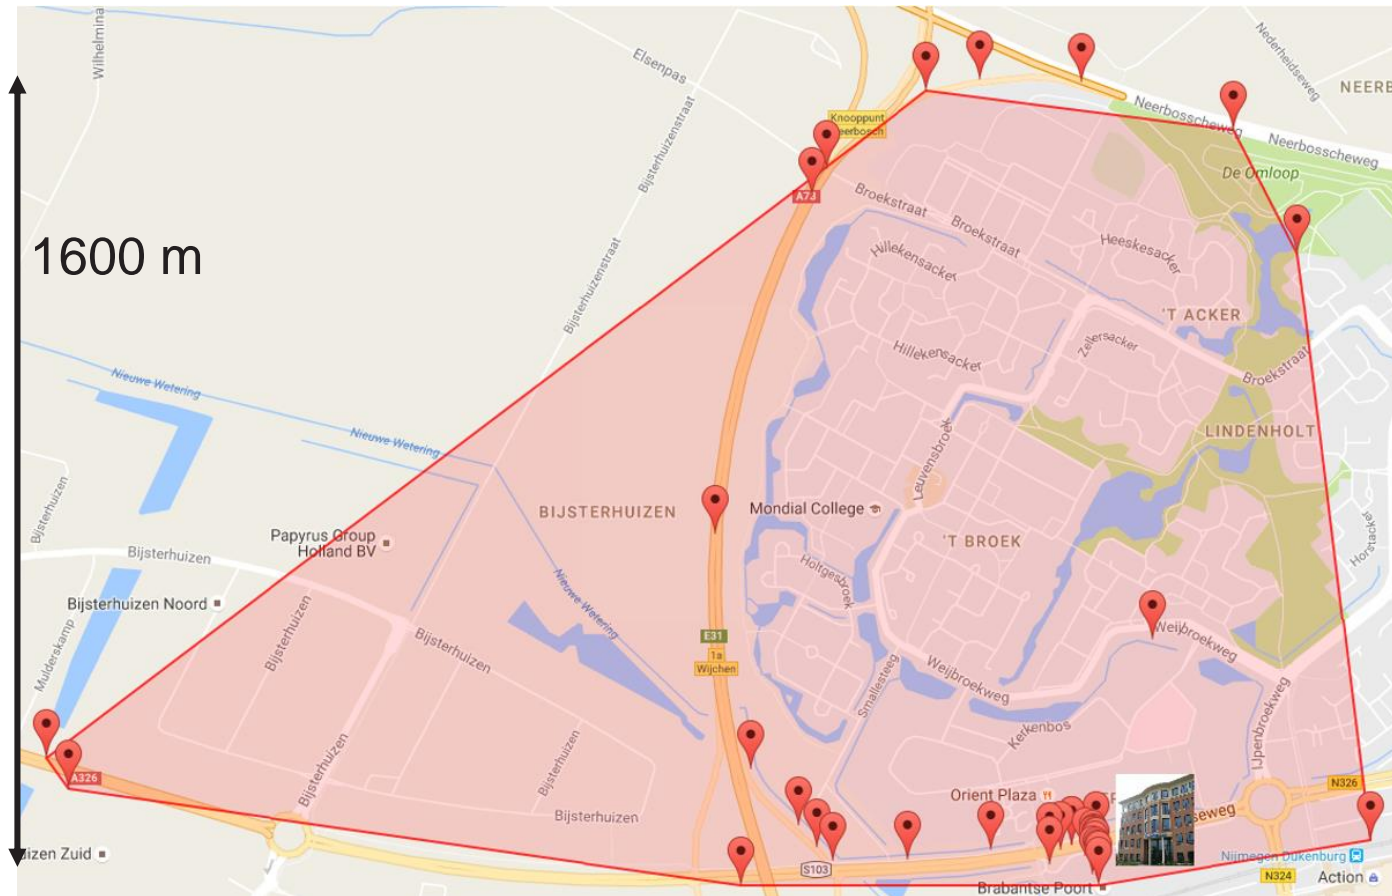 Wilhelmina
Elsenpas
Nederheidseweg
NEERB
Knooppunt
eerbosch
Neerbosscheweg
Neerbosscheweg
Bijsterhuizenstraat
De Omloop
A73
Broekstraat
Broekstraat
Heeskesacker
1600 m
Hillekensacker
Bijsterhuizenstraat
'T ACKER
Zellersacker
Hillekensacker
Broekstraat
Nieuwe Wetering
Nieuwe Wetering
LINDENHOLT
Leuvensbroek
Bijsterhuizen
BIJSTERHUIZEN
Mondial College
Papyrus Group
Holland BV
'T BROEK
Horstacker
Bijsterhuizen
Holtgesbroek
Nieuwe Wetering
Bijsterhuizen Noord
Mulderskamp
Bijsterhuizen
Bijsterhuizen
E31
1a
Wijchen
Weijbroekweg
Weijbroekweg
Smallesteeg
Kerkenbos
IJpenbroekweg
A326
Bijsterhuizen
Bijsterhuizen
Bijsterhuizen
Orient Plaza
N326
seweg
izen Zuid
S103
Nijmegen Dukenburg
Brabantse Poort
N324
Action